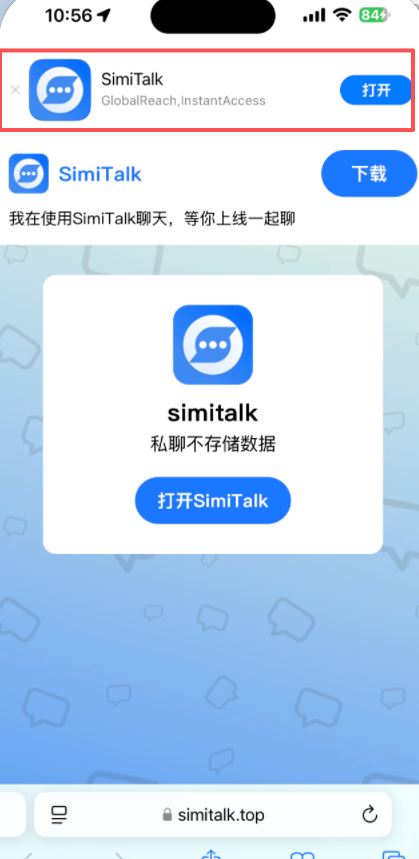 10:56
84
SimiTalk
GlobalReach,InstantAccess
打开
SimiTalk
下载
我在使用SimiTalk聊天，等你上线一起聊
simitalk
私聊不存储数据
打开SimiTalk
simitalk.top